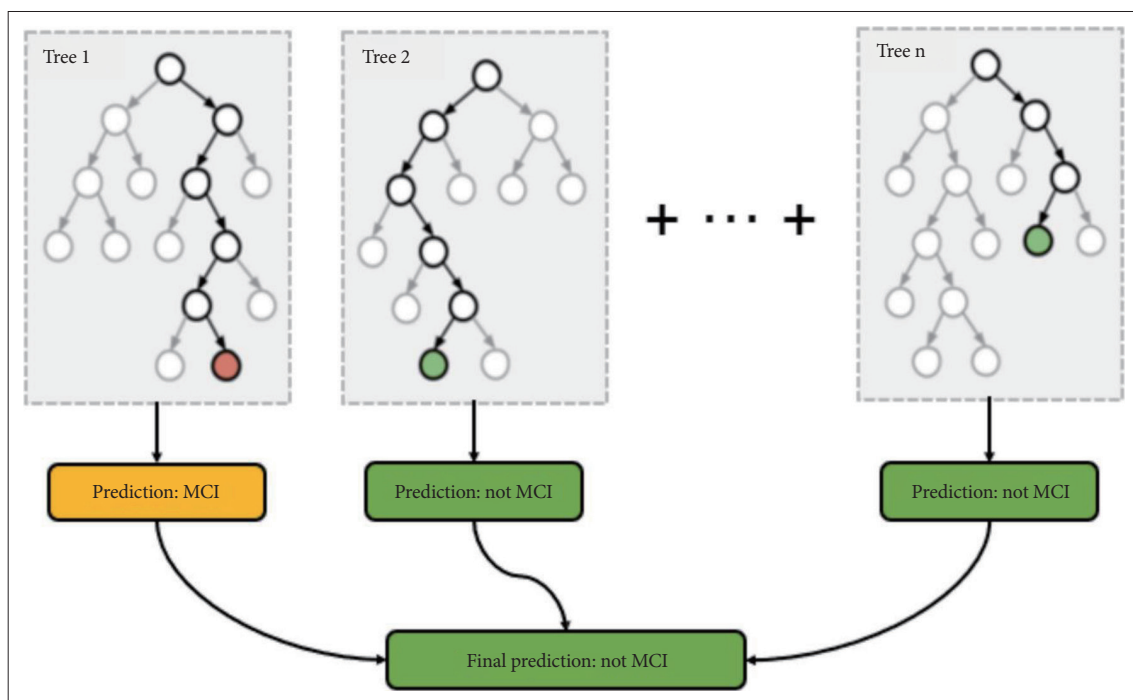 Tree 1
Tree 2
Tree n
+ ··· +
Prediction: MCI
Prediction: not MCI
Prediction: not MCI
Final prediction: not MCI